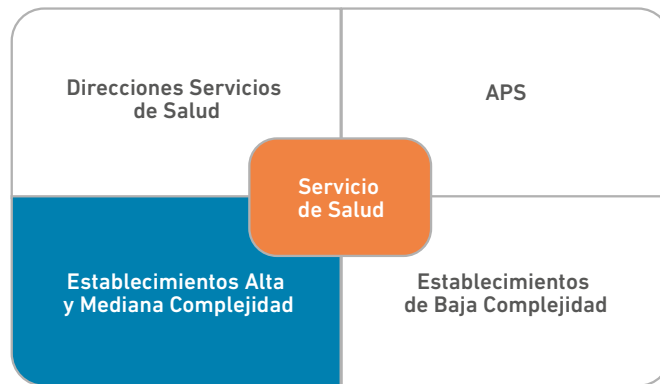 Direcciones Servicios
de Salud
APS
Servicio
de Salud
Establecimientos Alta
y Mediana Complejidad
Establecimientos
de Baja Complejidad